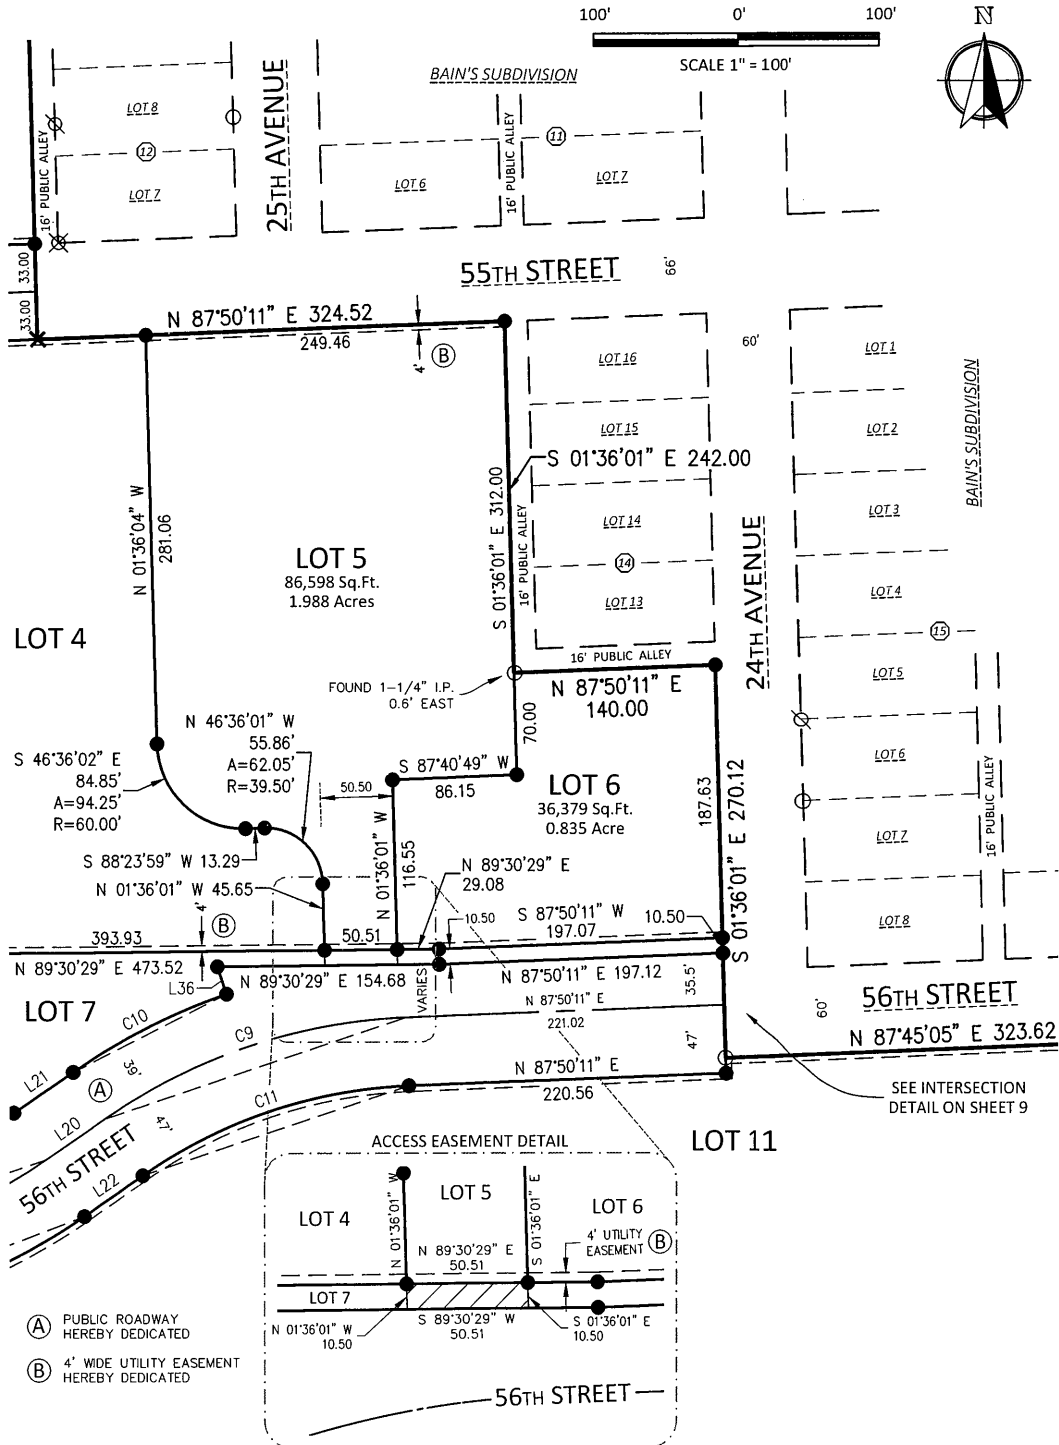 100'
0'
100'
SCALE 1" = 100'
N
BAIN'S SUBDIVISION
LOT 8
12
LOT 7
16' PUBLIC ALLEY
25TH AVENUE
LOT 6
16' PUBLIC ALLEY
11
LOT 7
33.00
33.00
55TH STREET
66'
N 87°50'11" E 324.52
249.46
4'
B
60'
LOT 16
LOT 15
S 01°36'01" E 242.00
LOT 14
14
LOT 13
16' PUBLIC ALLEY
16' PUBLIC ALLEY
LOT 1
LOT 2
LOT 3
LOT 4
15
LOT 5
LOT 6
LOT 7
LOT 8
BAIN'S SUBDIVISION
16' PUBLIC ALLEY
24TH AVENUE
N 01°36'04" W
281.06
S 01°36'01" E 312.00
LOT 5
86,598 Sq.Ft.
1.988 Acres
LOT 4
FOUND 1-1/4" I.P.
0.6' EAST
N 87°50'11" E
140.00
70.00
N 46°36'01" W
55.86'
A=62.05'
R=39.50'
S 46°36'02" E
84.85'
A=94.25'
R=60.00'
S 87°40'49" W
86.15
50.50
LOT 6
36,379 Sq.Ft.
0.835 Acre
187.63
S 01°36'01" E 270.12
N 01°36'01" W
116.55
S 88°23'59" W 13.29
N 01°36'01" W 45.65
N 89°30'29" E
29.08
10.50
S 87°50'11" W
197.07
10.50
4'
B
393.93
50.51
N 89°30'29" E 473.52
N 89°30'29" E 154.68
VARIES
N 87°50'11" E 197.12
35.5'
L36
LOT 7
C10
C9
N 87°50'11" E
221.02
47'
60'
56TH STREET
N 87°45'05" E 323.62
L21
39'
A
N 87°50'11" E
220.56
C11
L20
47'
56TH STREET
L22
SEE INTERSECTION
DETAIL ON SHEET 9
LOT 11
ACCESS EASEMENT DETAIL
LOT 4
N 01°36'01" W
LOT 5
S 01°36'01" E
LOT 6
4' UTILITY
EASEMENT
B
N 89°30'29" E
50.51
LOT 7
N 01°36'01" W
10.50
S 89°30'29" W
50.51
S 01°36'01" E
10.50
56TH STREET
A PUBLIC ROADWAY
HEREBY DEDICATED
B 4' WIDE UTILITY EASEMENT
HEREBY DEDICATED